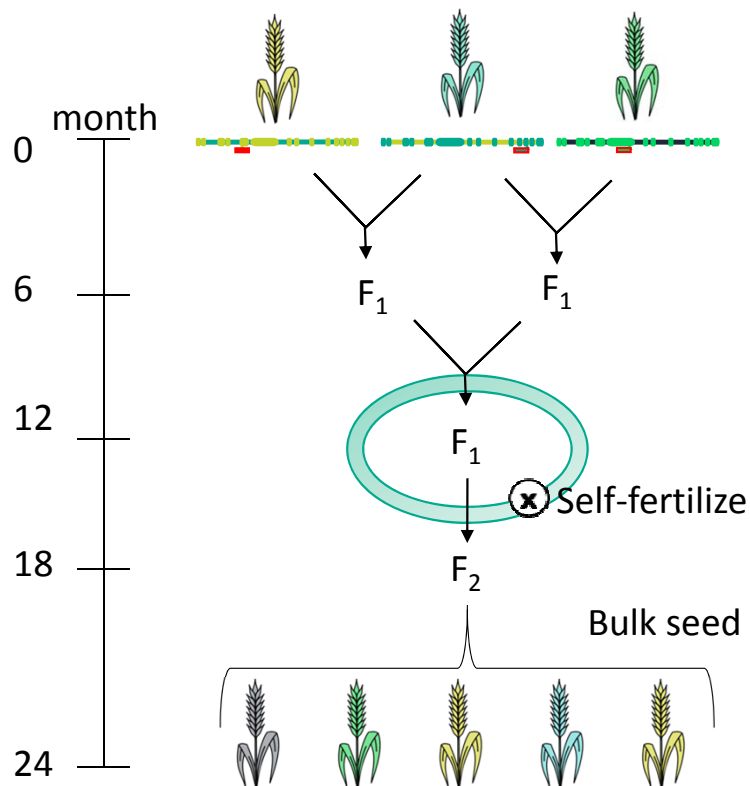 month
0
6
F₁
F₁
12
F₁
x Self-fertilize
18
F₂
Bulk seed
24